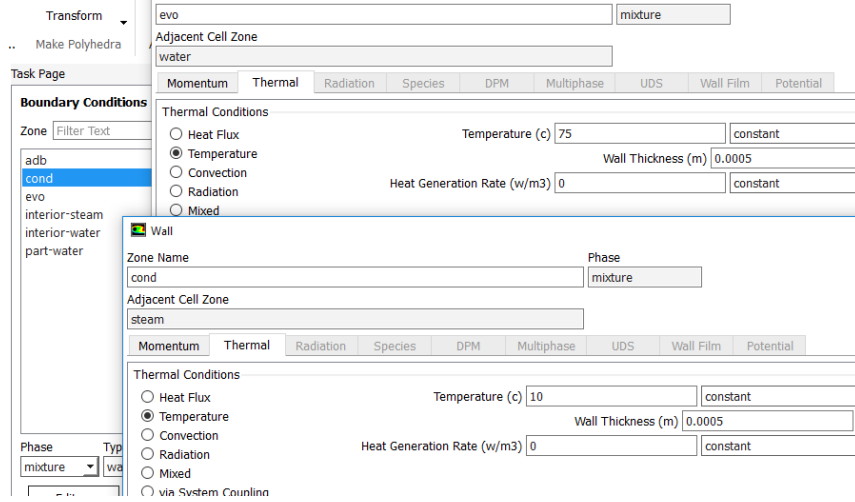 Transform
evo mixture
.. Make Polyhedra
Adjacent Cell Zone
water
Task Page
Momentum Thermal Radiation Species DPM Multiphase UDS Wall Film Potential
Boundary Conditions
Thermal Conditions
Zone Filter Text
Heat Flux Temperature (c) 75 constant
Temperature Wall Thickness (m) 0.0005
Convection Heat Generation Rate (w/m3) 0 constant
Radiation
Mixed
adb
cond
evo
interior-steam
interior-water
part-water
Wall
Zone Name Phase
cond mixture
Adjacent Cell Zone
steam
Momentum Thermal Radiation Species DPM Multiphase UDS Wall Film Potential
Thermal Conditions
Heat Flux Temperature (c) 10 constant
Temperature Wall Thickness (m) 0.0005
Convection Heat Generation Rate (w/m3) 0 constant
Radiation
Mixed
via System Coupling
Phase Typ
mixture wa